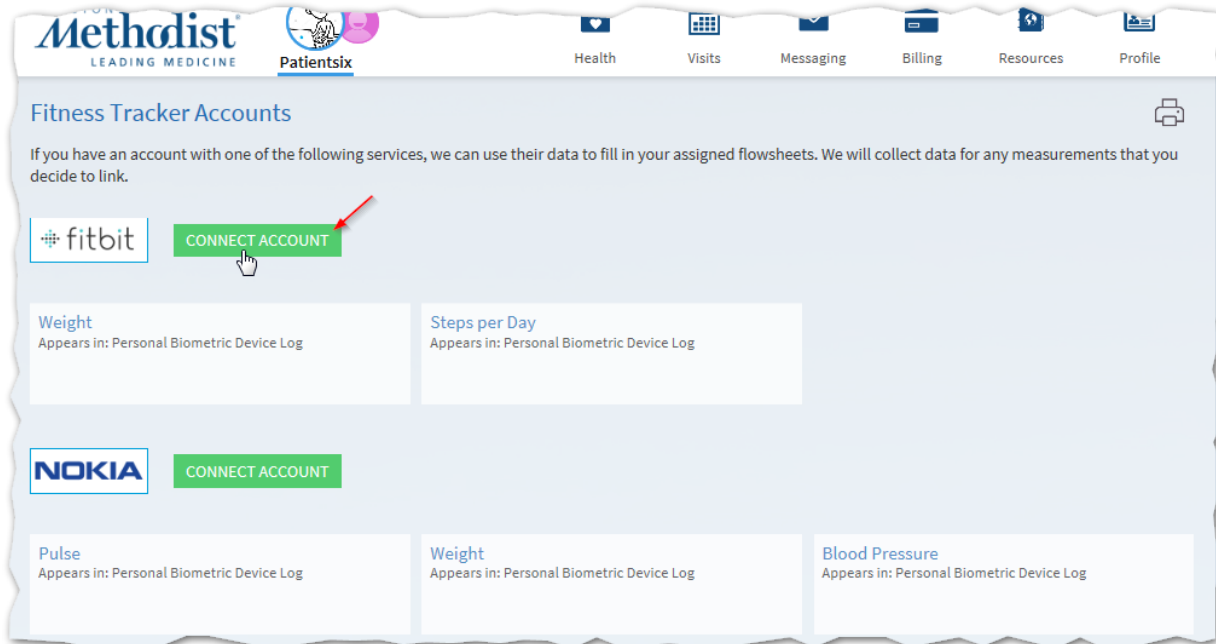 Methodist
LEADING MEDICINE
Patientsix
Health
Visits
Messaging
Billing
Resources
Profile
Fitness Tracker Accounts
If you have an account with one of the following services, we can use their data to fill in your assigned flowsheets. We will collect data for any measurements that you
decide to link.
fitbit
CONNECT ACCOUNT
Weight
Appears in: Personal Biometric Device Log
Steps per Day
Appears in: Personal Biometric Device Log
NOKIA
CONNECT ACCOUNT
Pulse
Appears in: Personal Biometric Device Log
Weight
Appears in: Personal Biometric Device Log
Blood Pressure
Appears in: Personal Biometric Device Log